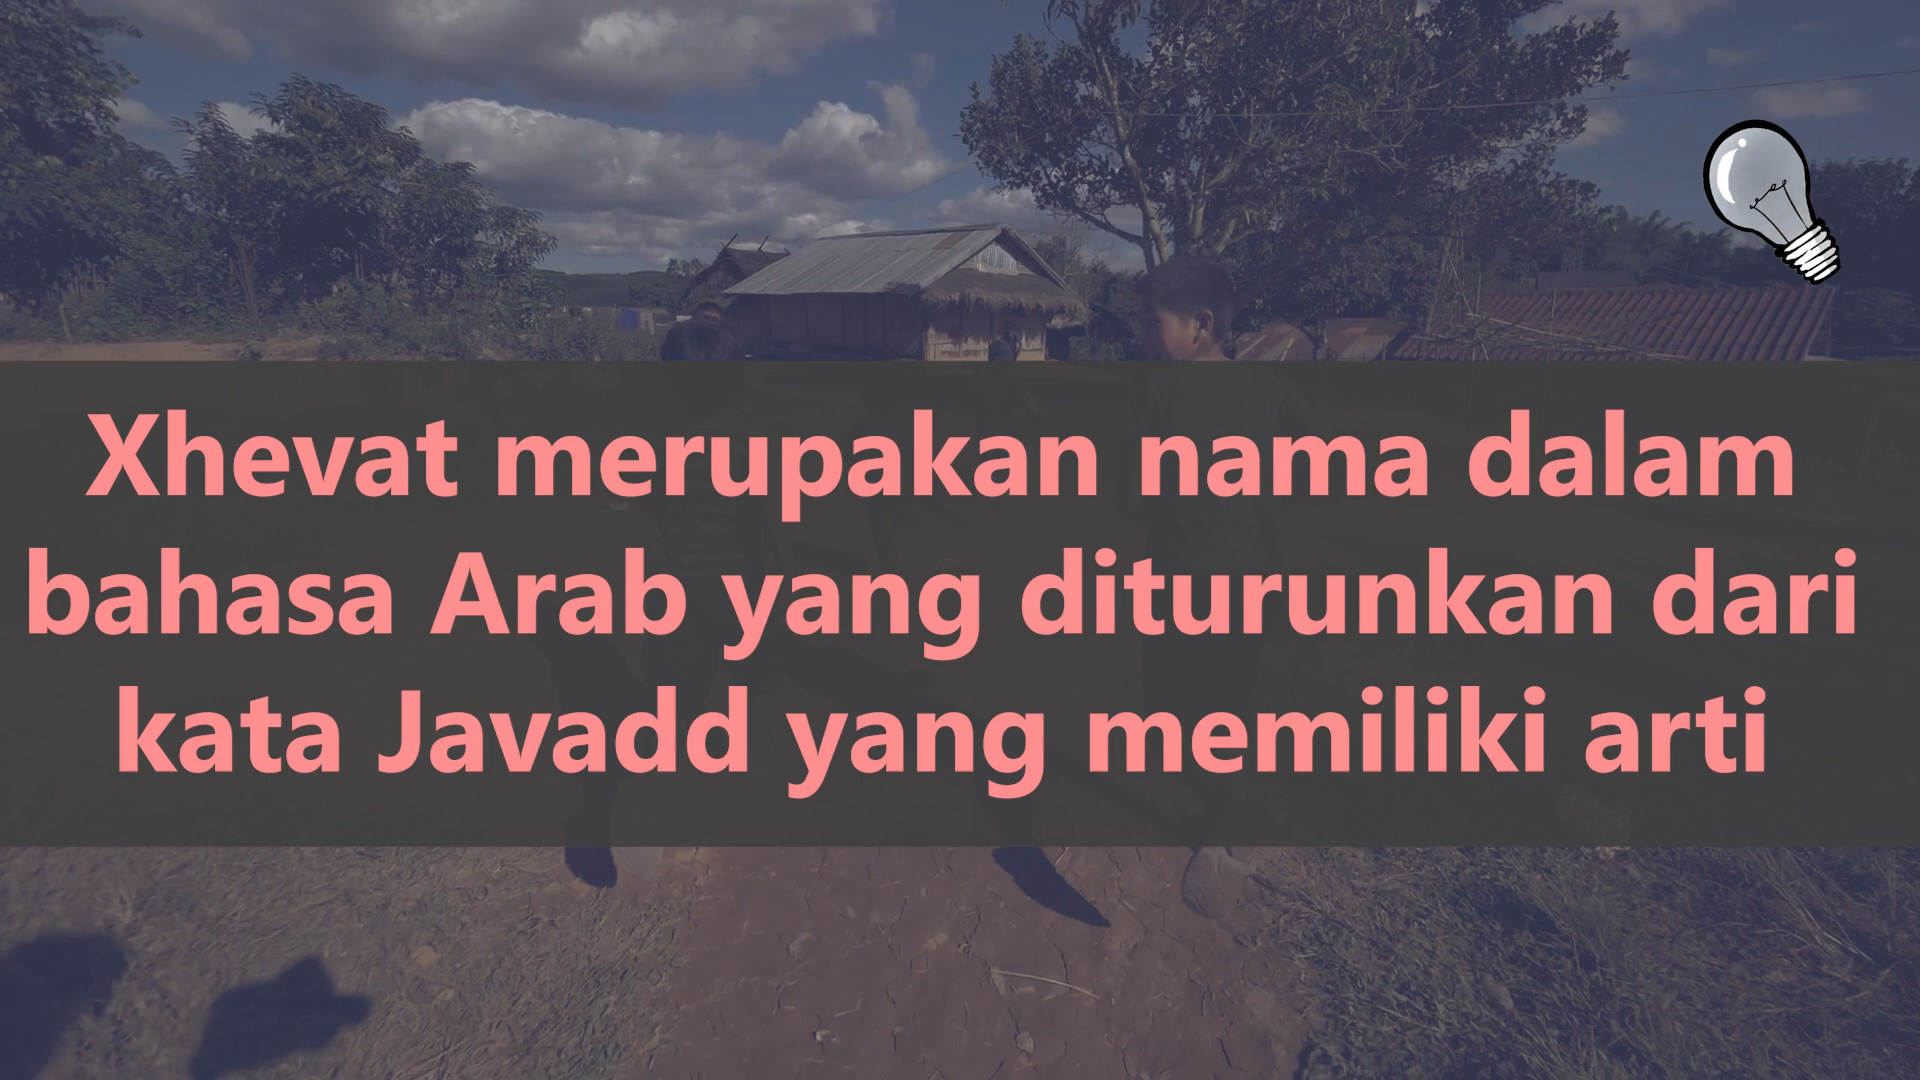 Xhevat merupakan nama dalam
bahasa Arab yang diturunkan dari
kata Javadd yang memiliki arti